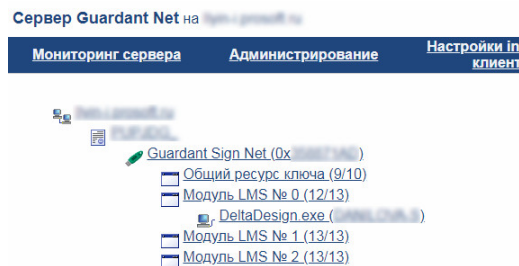 Сервер Guardant Net на
Мониторинг сервера Администрирование Настройки in
клиент
Guardant Sign Net (0x )
Общий ресурс ключа (9/10)
Модуль LMS № 0 (12/13)
DeltaDesign.exe ( )
Модуль LMS № 1 (13/13)
Модуль LMS № 2 (13/13)